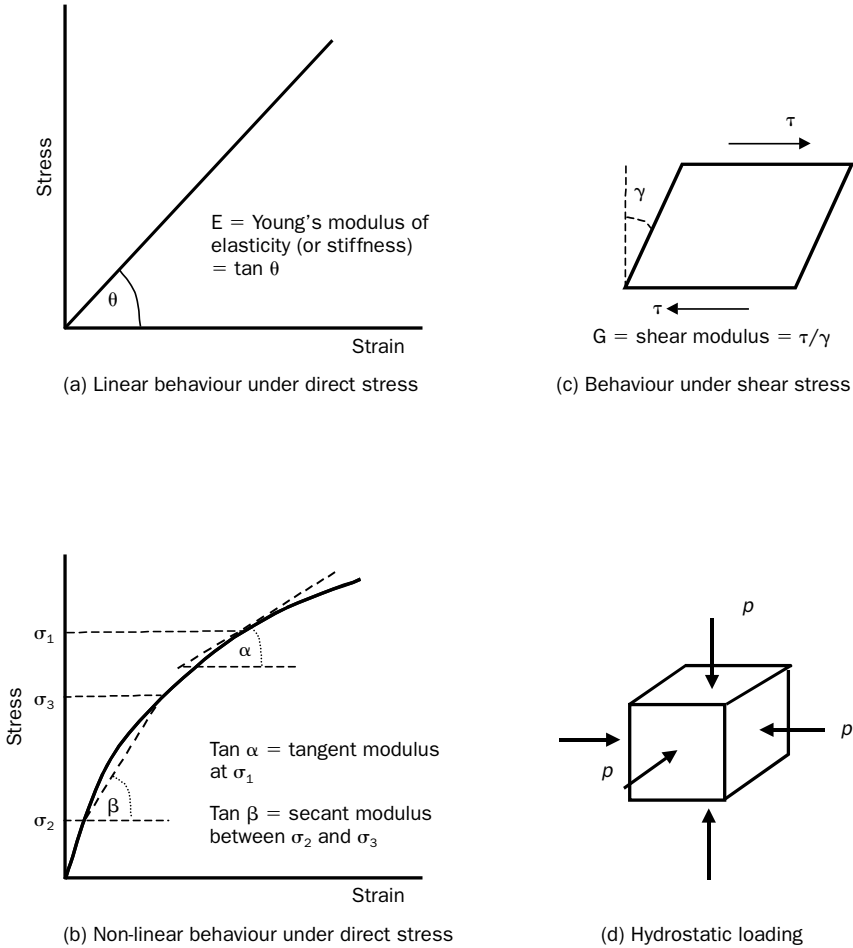 Stress
E = Young's modulus of
elasticity (or stiffness)
= tan θ
θ
Strain
(a) Linear behaviour under direct stress
τ
γ
τ
G = shear modulus = τ/γ
(c) Behaviour under shear stress
Stress
σ₁
σ₃
σ₂
α
β
Tan α = tangent modulus
at σ₁
Tan β = secant modulus
between σ₂ and σ₃
Strain
(b) Non-linear behaviour under direct stress
p
p
p
(d) Hydrostatic loading